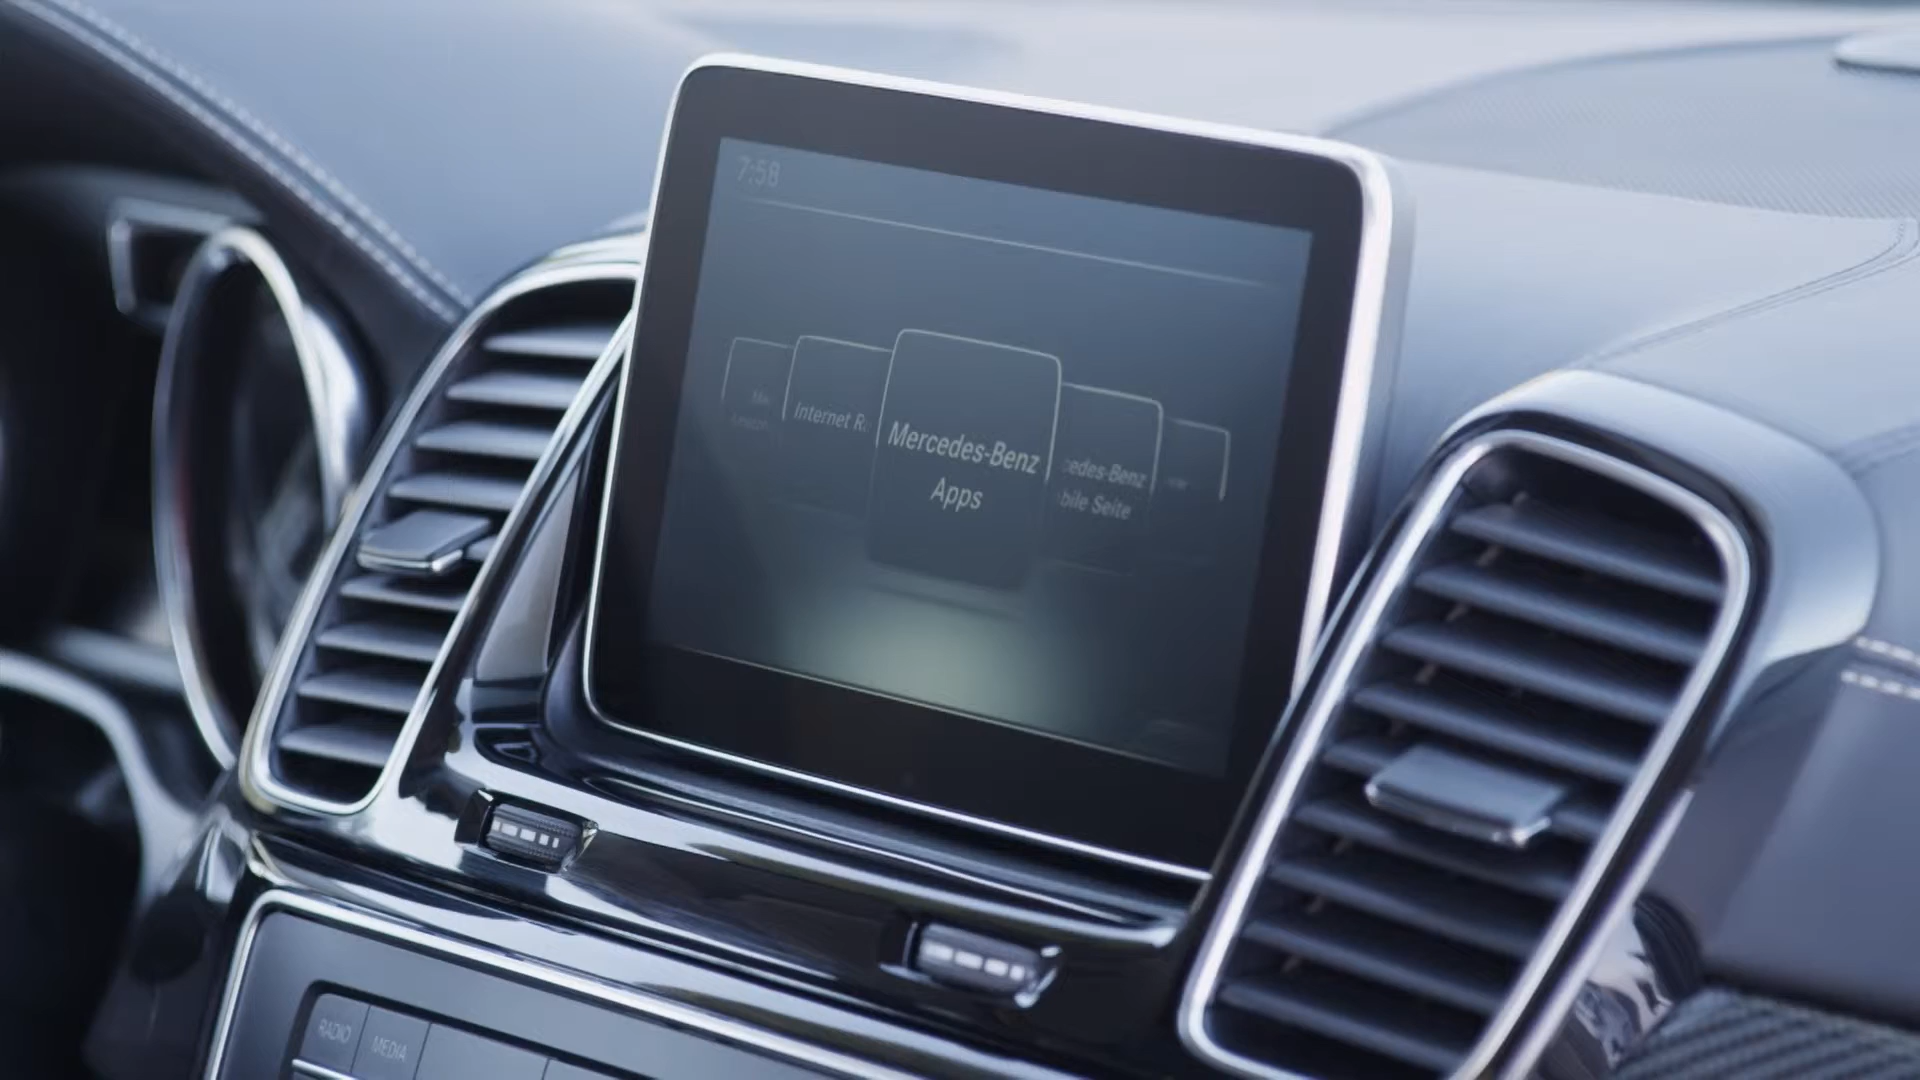 7:58
Internet R
Mercedes-Benz
Apps
cedes-Benz
bile Seite
RADIO
MEDIA